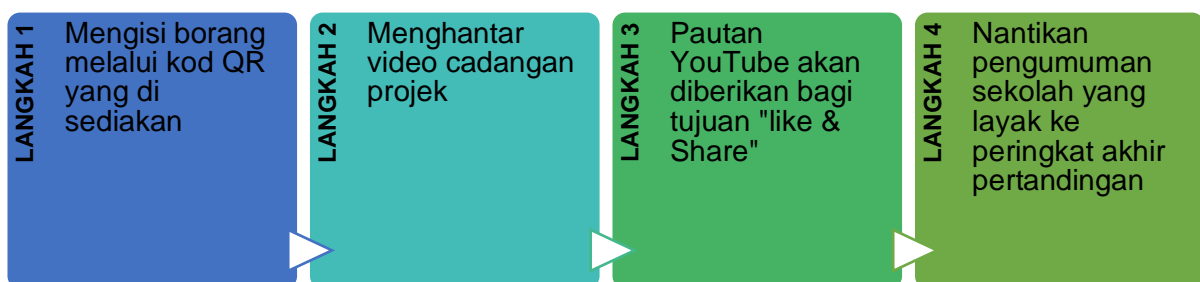 LANGKAH 1
Mengisi borang
melalui kod QR
yang di
sediakan
LANGKAH 2
Menghantar
video cadangan
projek
LANGKAH 3
Pautan
YouTube akan
diberikan bagi
tujuan "like &
Share"
LANGKAH 4
Nantikan
pengumuman
sekolah yang
layak ke
peringkat akhir
pertandingan